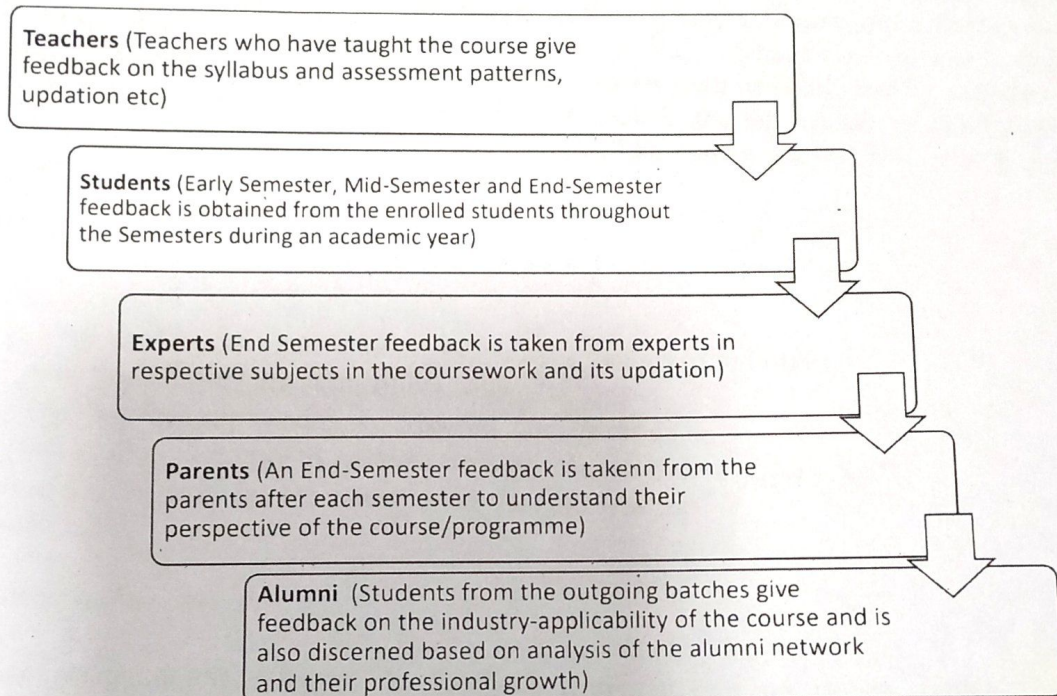 Teachers (Teachers who have taught the course give
feedback on the syllabus and assessment patterns,
updation etc)
Students (Early Semester, Mid-Semester and End-Semester
feedback is obtained from the enrolled students throughout
the Semesters during an academic year)
Experts (End Semester feedback is taken from experts in
respective subjects in the coursework and its updation)
Parents (An End-Semester feedback is takenn from the
parents after each semester to understand their
perspective of the course/programme)
Alumni (Students from the outgoing batches give
feedback on the industry-applicability of the course and is
also discerned based on analysis of the alumni network
and their professional growth)